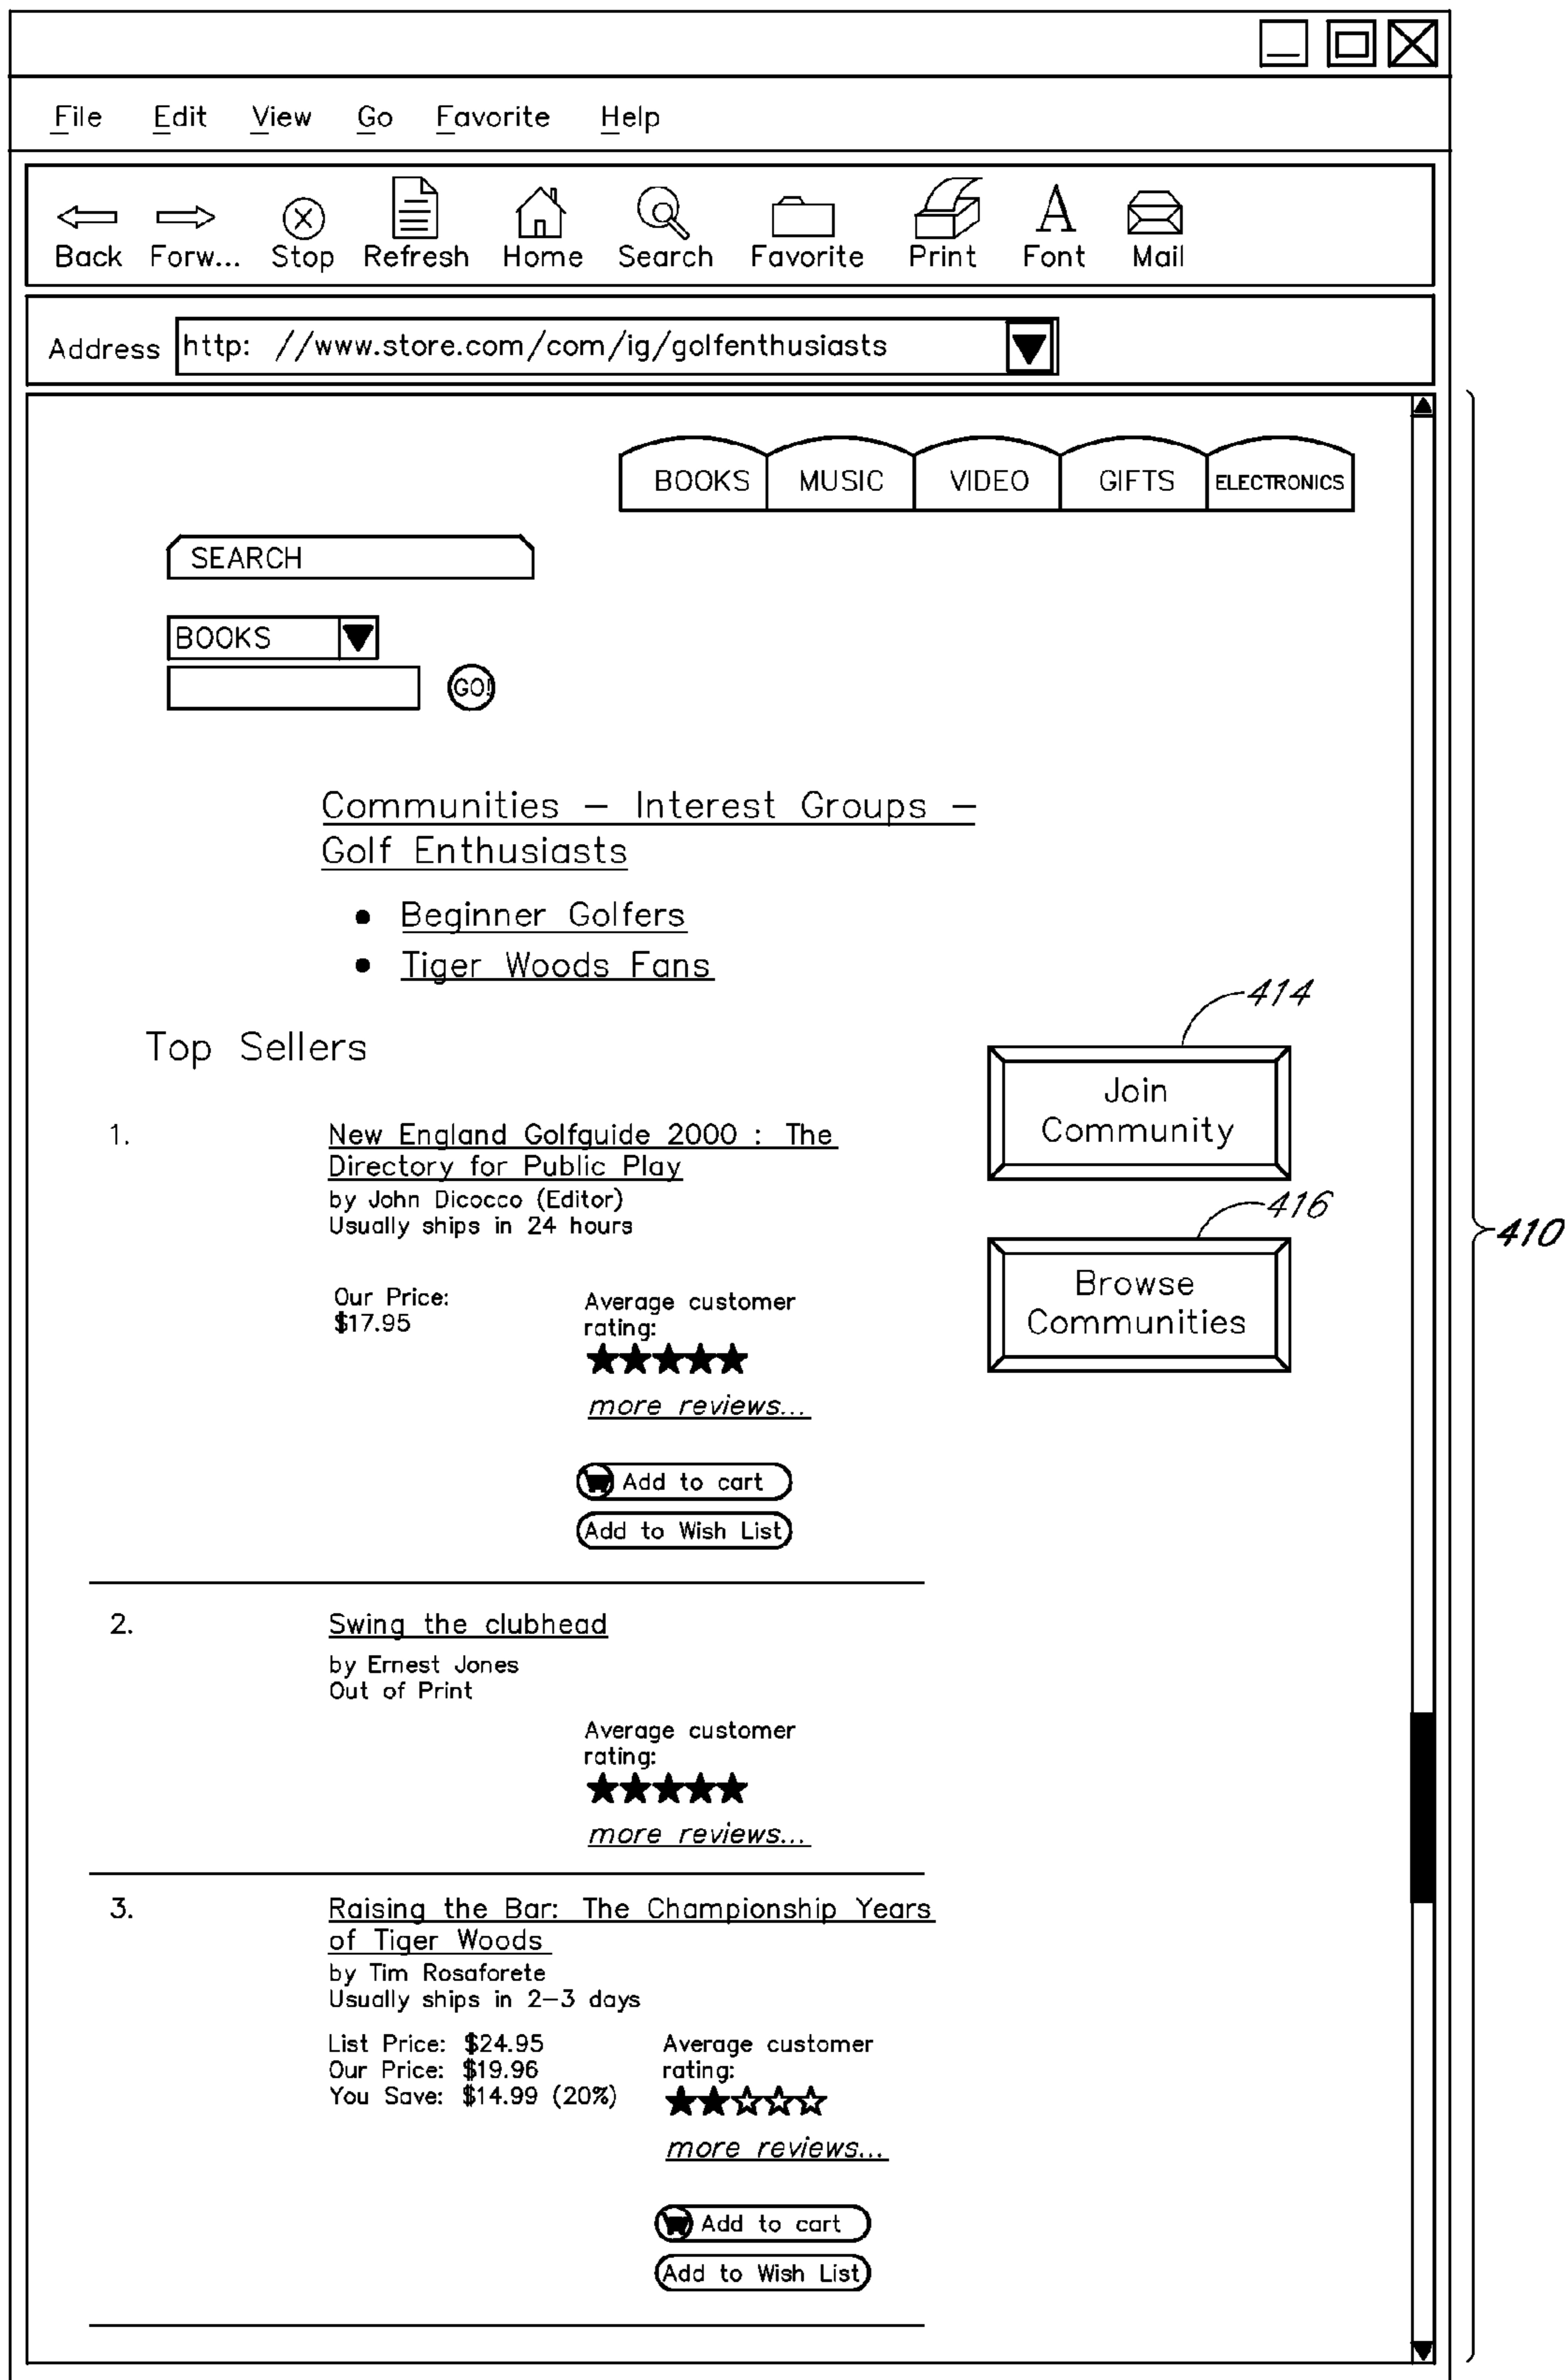 File Edit View Go Favorite Help
Back Forw... Stop Refresh Home Search Favorite Print Font Mail
Address http: //www.store.com/com/ig/golfenthusiasts
BOOKS MUSIC VIDEO GIFTS ELECTRONICS
SEARCH
BOOKS
GO!
Communities – Interest Groups –
Golf Enthusiasts
• Beginner Golfers
• Tiger Woods Fans
414
Top Sellers
Join
Community
1.
New England Golfguide 2000 : The
Directory for Public Play
by John Dicocco (Editor)
Usually ships in 24 hours
416
410
Browse
Communities
Our Price:
$17.95
Average customer
rating:
more reviews...
Add to cart
Add to Wish List
2.
Swing the clubhead
by Ernest Jones
Out of Print
Average customer
rating:
more reviews...
3.
Raising the Bar: The Championship Years
of Tiger Woods
by Tim Rosaforete
Usually ships in 2–3 days
List Price: $24.95
Our Price: $19.96
You Save: $14.99 (20%)
Average customer
rating:
more reviews...
Add to cart
Add to Wish List